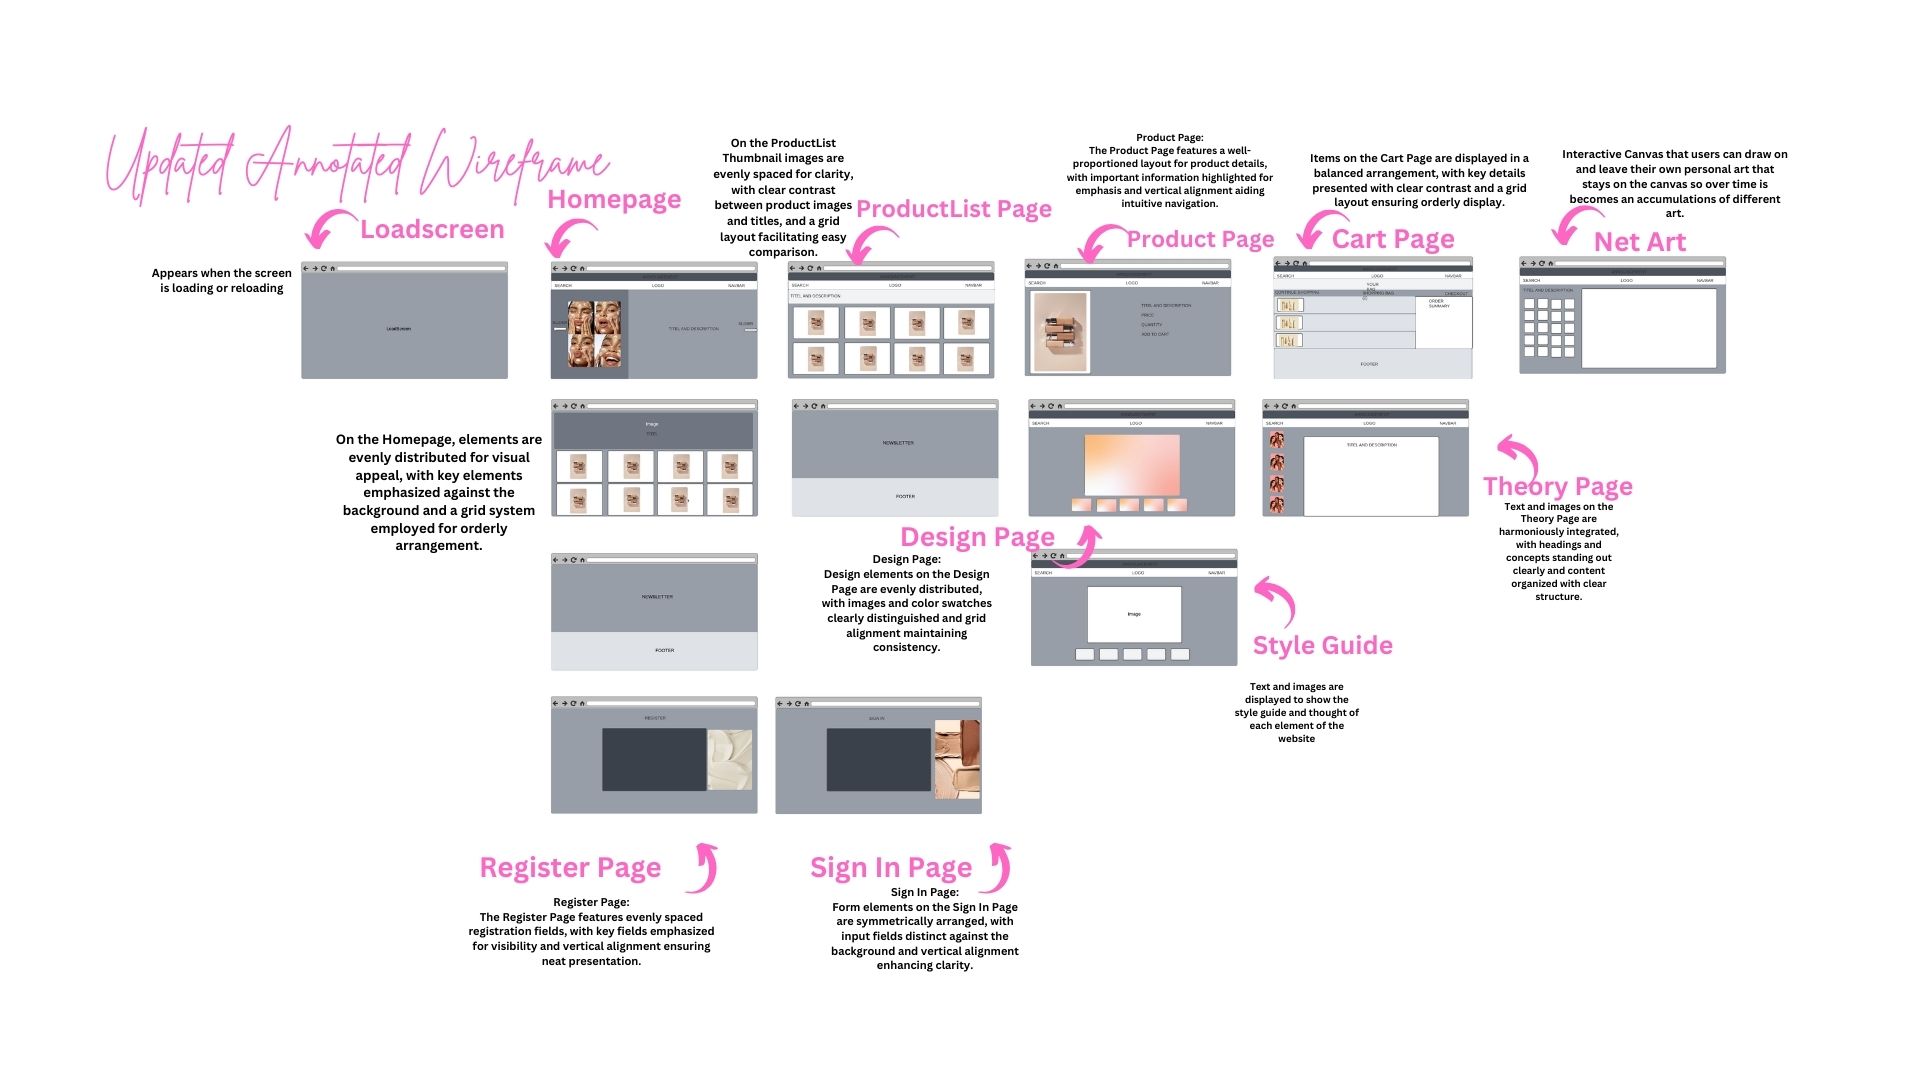 Updated Annotated Wireframe
Loadscreen
Appears when the screen
is loading or reloading
LoadScreen
Homepage
SEARCH
LOGO
NAVBAR
TITEL AND DESCRIPTION
On the ProductList
Thumbnail images are
evenly spaced for clarity,
with clear contrast
between product images
and titles, and a grid
layout facilitating easy
comparison.
ProductList Page
SEARCH
LOGO
NAVBAR
TITEL AND DESCRIPTION
Product Page:
The Product Page features a well-
proportioned layout for product details,
with important information highlighted for
emphasis and vertical alignment aiding
intuitive navigation.
Product Page
SEARCH
LOGO
NAVBAR
TITEL AND DESCRIPTION
PRICE
QUANTITY
ADD TO CART
Items on the Cart Page are displayed in a
balanced arrangement, with key details
presented with clear contrast and a grid
layout ensuring orderly display.
Cart Page
SEARCH
LOGO
NAVBAR
YOUR
BAG
CONTINUE SHOPPING
SHOPPING BAG
CHECKOUT
ORDER
SUMMARY
FOOTER
Interactive Canvas that users can draw on
and leave their own personal art that
stays on the canvas so over time is
becomes an accumulations of different
art.
Net Art
SEARCH
LOGO
NAVBAR
TITEL AND DESCRIPTION
On the Homepage, elements are
evenly distributed for visual
appeal, with key elements
emphasized against the
background and a grid system
employed for orderly
arrangement.
Image
TITEL
NEWSLETTER
FOOTER
SEARCH
LOGO
NAVBAR
SEARCH
LOGO
NAVBAR
TITEL AND DESCRIPTION
Theory Page
Text and images on the
Theory Page are
harmoniously integrated,
with headings and
concepts standing out
clearly and content
organized with clear
structure.
NEWSLETTER
FOOTER
Design Page
Design Page:
Design elements on the Design
Page are evenly distributed,
with images and color swatches
clearly distinguished and grid
alignment maintaining
consistency.
SEARCH
LOGO
NAVBAR
Image
Style Guide
Text and images are
displayed to show the
style guide and thought of
each element of the
website
REGISTER
SIGN IN
Register Page
Register Page:
The Register Page features evenly spaced
registration fields, with key fields emphasized
for visibility and vertical alignment ensuring
neat presentation.
Sign In Page
Sign In Page:
Form elements on the Sign In Page
are symmetrically arranged, with
input fields distinct against the
background and vertical alignment
enhancing clarity.